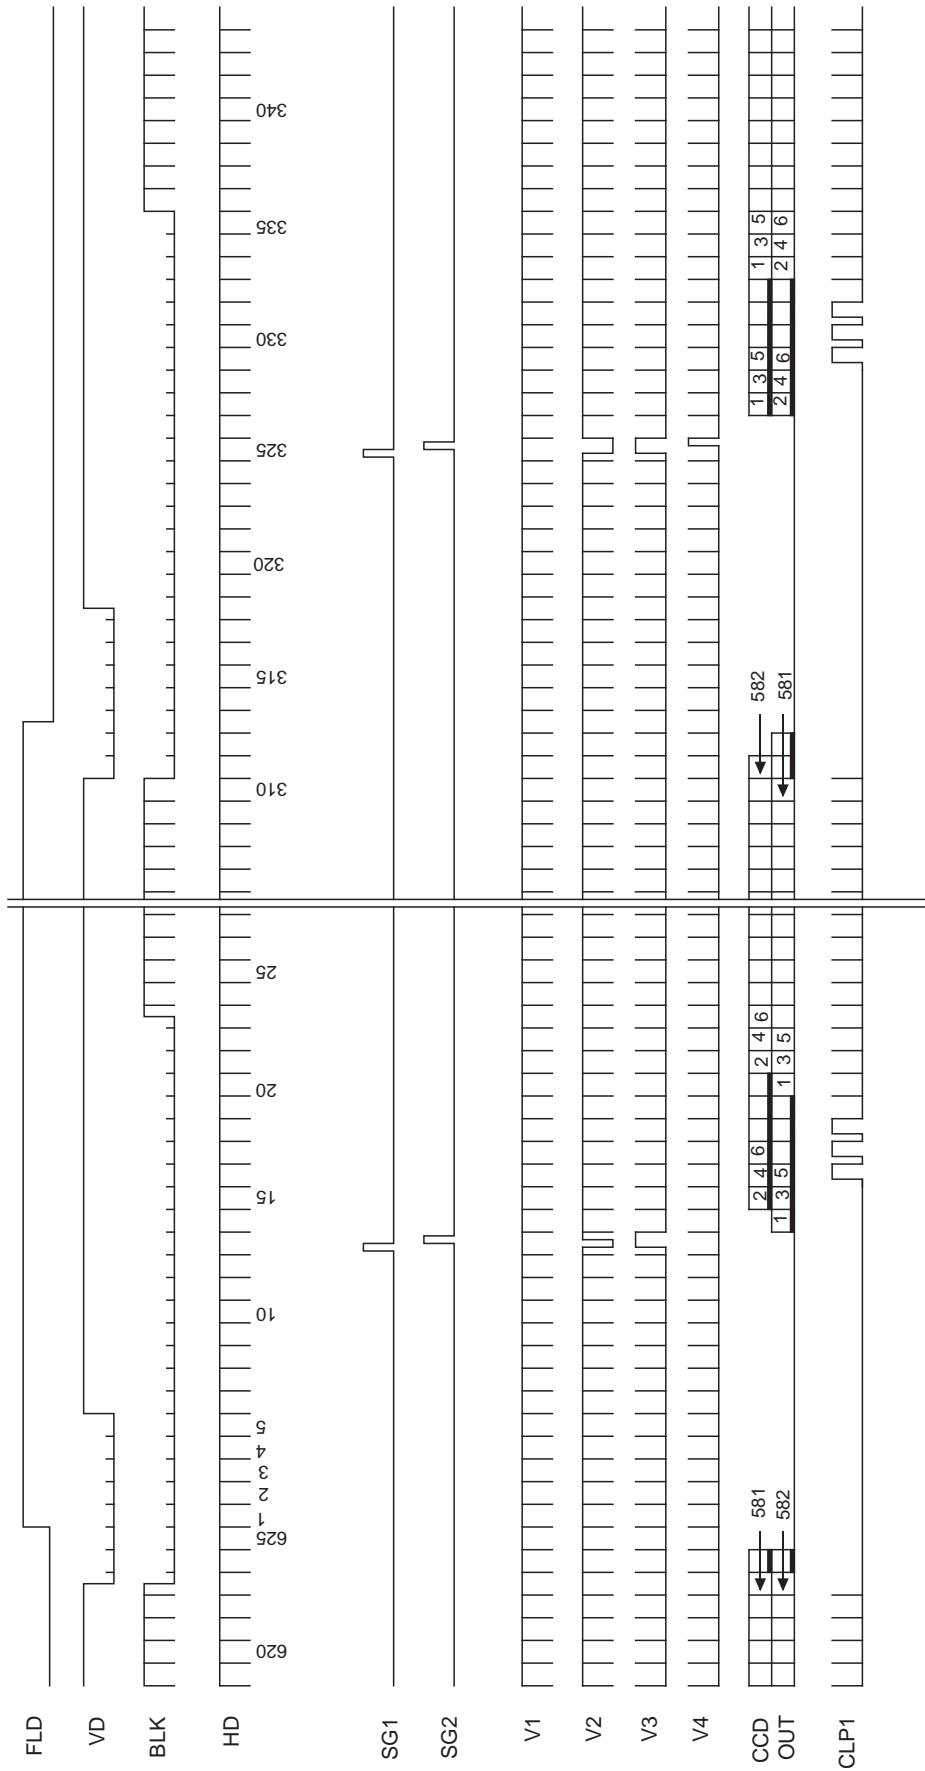 FLD
VD
BLK
HD
620 625 1 2 3 4 5 10 15 20 25 310 315 320 325 330 335 340
SG1
SG2
V1
V2
V3
V4
CCD 581 2 4 6 2 4 6 582 1 3 5 1 3 5
OUT 582 1 3 5 1 3 5 581 2 4 6 2 4 6
CLP1